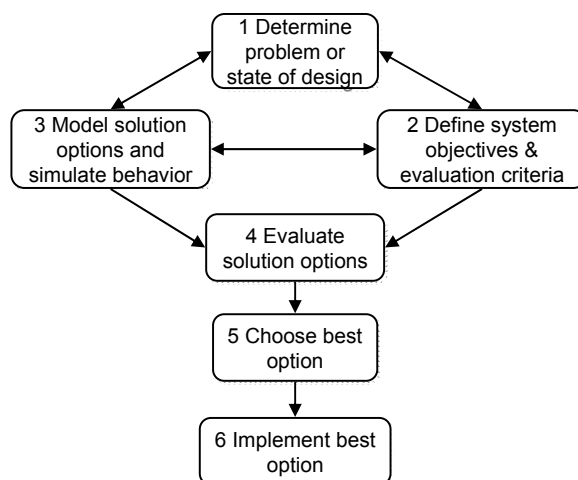 1 Determine
problem or
state of design
3 Model solution
options and
simulate behavior
2 Define system
objectives &
evaluation criteria
4 Evaluate
solution options
5 Choose best
option
6 Implement best
option